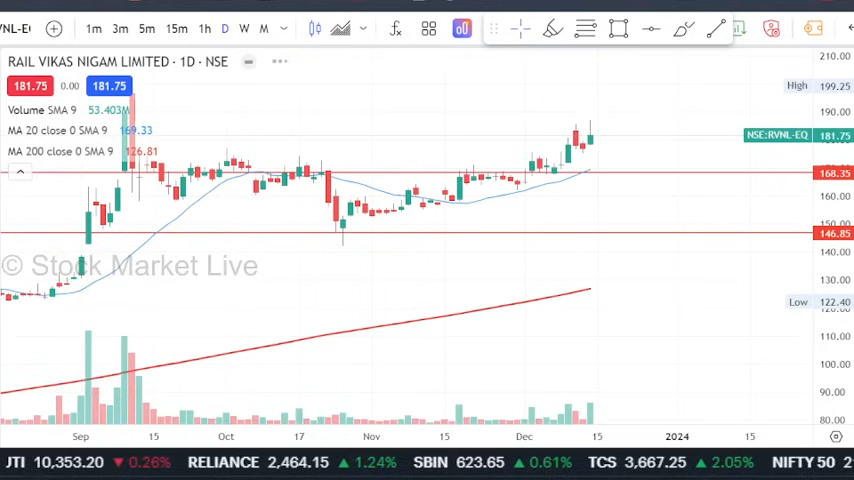 VNL-EQ 1m 3m 5m 15m 1h D W M
210.00
RAIL VIKAS NIGAM LIMITED · 1D · NSE
High 199.25
181.75 0.00 181.75
190.00
Volume SMA 9 53.403M
MA 20 close 0 SMA 9 169.33
NSE:RVNL-EQ 181.75
MA 200 close 0 SMA 9 126.81
168.35
160.00
150.00
146.85
140.00
© Stock Market Live
130.00
Low 122.40
110.00
100.00
90.00
80.00
Sep 15 Oct 17 Nov 15 Dec 15 2024 15
JTI 10,353.20 ▼ 0.26% RELIANCE 2,464.15 ▲ 1.24% SBIN 623.65 ▲ 0.61% TCS 3,667.25 ▲ 2.05% NIFTY 50